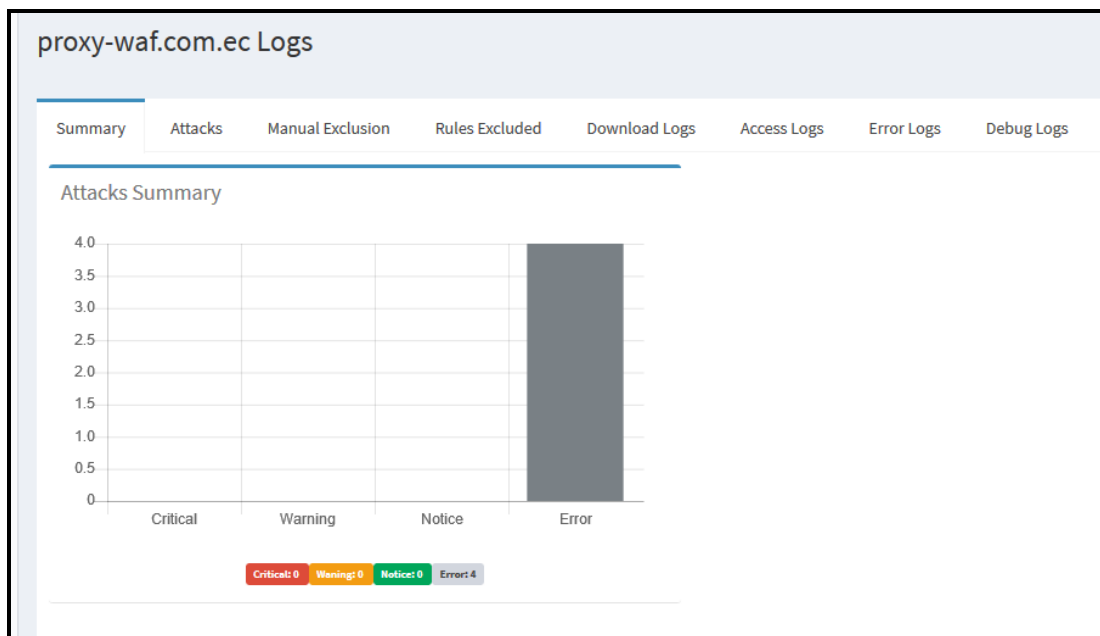 proxy-waf.com.ec Logs
Summary Attacks Manual Exclusion Rules Excluded Download Logs Access Logs Error Logs Debug Logs
Attacks Summary
4.0
3.5
3.0
2.5
2.0
1.5
1.0
0.5
0
Critical Warning Notice Error
Critical: 0 Waning: 0 Notice: 0 Error: 4